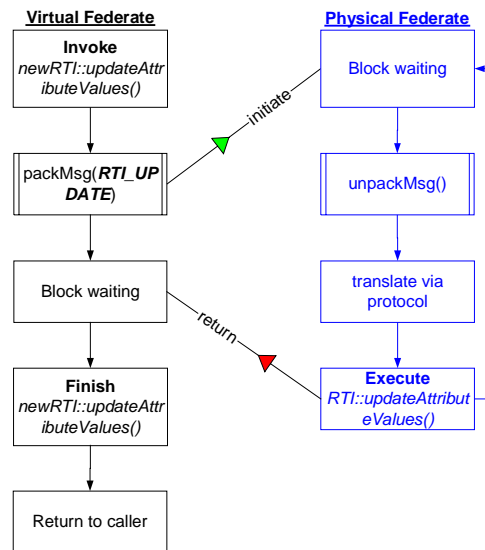 Virtual Federate
Physical Federate
Invoke
newRTI::updateAttr
ibuteValues()
Block waiting
initiate
packMsg(RTI_UP
DATE)
unpackMsg()
Block waiting
translate via
protocol
return
Finish
newRTI::updateAttr
ibuteValues()
Execute
RTI::updateAttribut
eValues()
Return to caller